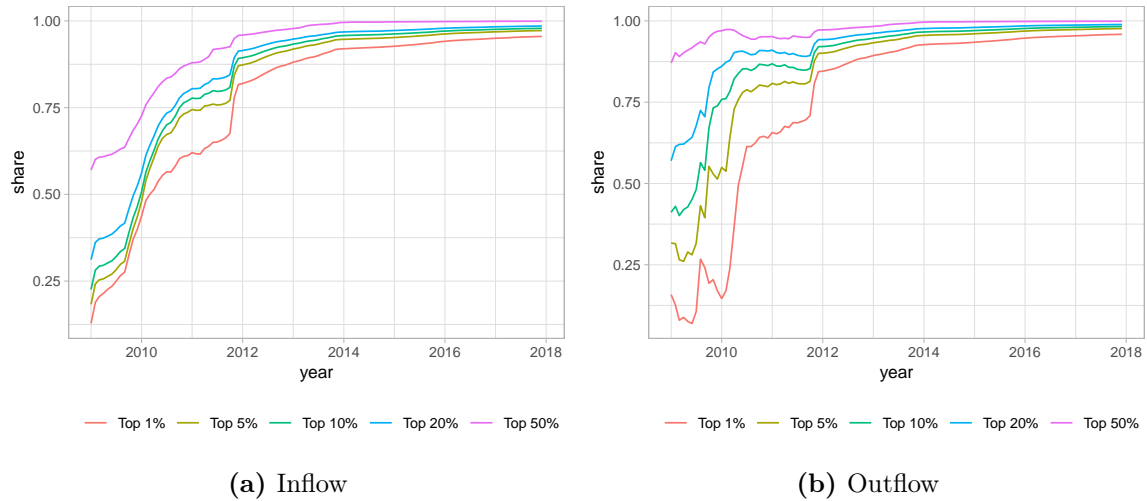 1.00
0.75
0.50
0.25
share
2010 2012 2014 2016 2018
year
Top 1% Top 5% Top 10% Top 20% Top 50%
(a) Inflow
1.00
0.75
0.50
0.25
share
2010 2012 2014 2016 2018
year
Top 1% Top 5% Top 10% Top 20% Top 50%
(b) Outflow